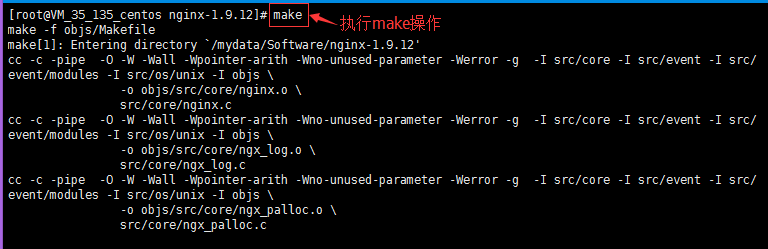 [root@VM_35_135_centos nginx-1.9.12]# make
执行make操作
make -f objs/Makefile
make[1]: Entering directory `/mydata/Software/nginx-1.9.12'
cc -c -pipe  -O -W -Wall -Wpointer-arith -Wno-unused-parameter -Werror -g  -I src/core -I src/event -I src/
event/modules -I src/os/unix -I objs \
-o objs/src/core/nginx.o \
src/core/nginx.c
cc -c -pipe  -O -W -Wall -Wpointer-arith -Wno-unused-parameter -Werror -g  -I src/core -I src/event -I src/
event/modules -I src/os/unix -I objs \
-o objs/src/core/ngx_log.o \
src/core/ngx_log.c
cc -c -pipe  -O -W -Wall -Wpointer-arith -Wno-unused-parameter -Werror -g  -I src/core -I src/event -I src/
event/modules -I src/os/unix -I objs \
-o objs/src/core/ngx_palloc.o \
src/core/ngx_palloc.c